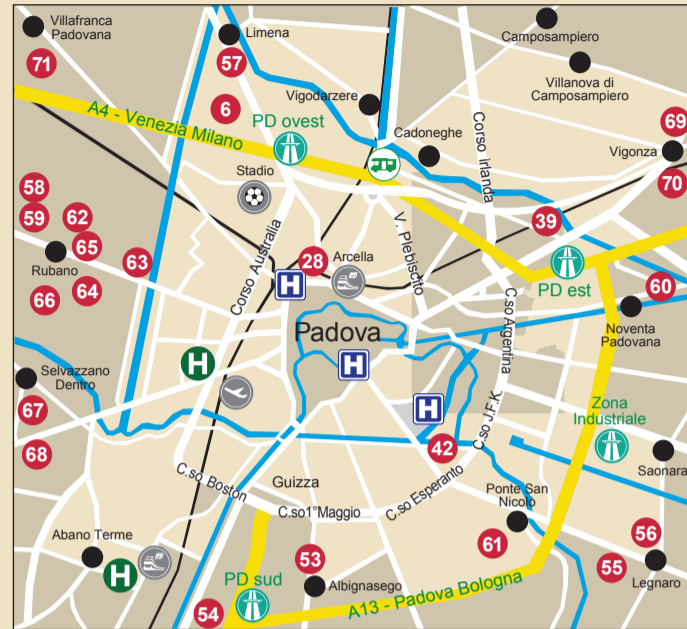 Villafranca
Padovana
71
Limena
57
6
Camposampiero
Villanova di
Camposampiero
Vigodarzere
A4 - Venezia Milano
PD ovest
Cadoneghe
Corso irlanda
69
Vigonza
70
Stadio
58
59
62
65
63
Rubano
66
64
Corso Australia
28
Arcella
V. Plebiscito
39
PD est
60
H
Padova
C.so Argentina
Noventa
Padovana
H
H
Selvazzano
Dentro
67
68
H
Zona
Industriale
C.so J.F.K.
42
Saonara
C.so Boston
Guizza
C.so1°Maggio
C.so Esperanto
Ponte San
Nicolò
61
56
55
Legnaro
Abano Terme
H
53
Albignasego
PD sud
54
A13 - Padova Bologna